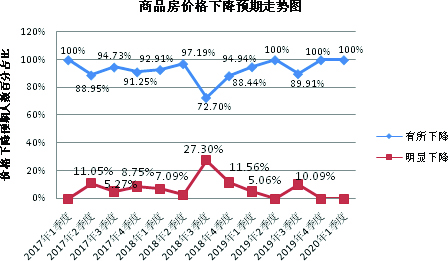 商品房价格下降预期走势图
价格下降预期人数百分占比
120%
100%
80%
60%
40%
20%
0%
100%
88.95%
94.73%
91.25%
92.91%
97.19%
72.70%
88.44%
94.94%
100%
89.91%
100%
100%
11.05%
5.27%
8.75%
7.09%
27.30%
11.56%
5.06%
10.09%
有所下降
明显下降
2017年1季度
2017年2季度
2017年3季度
2017年4季度
2018年1季度
2018年2季度
2018年3季度
2018年4季度
2019年1季度
2019年2季度
2019年3季度
2019年4季度
2020年1季度